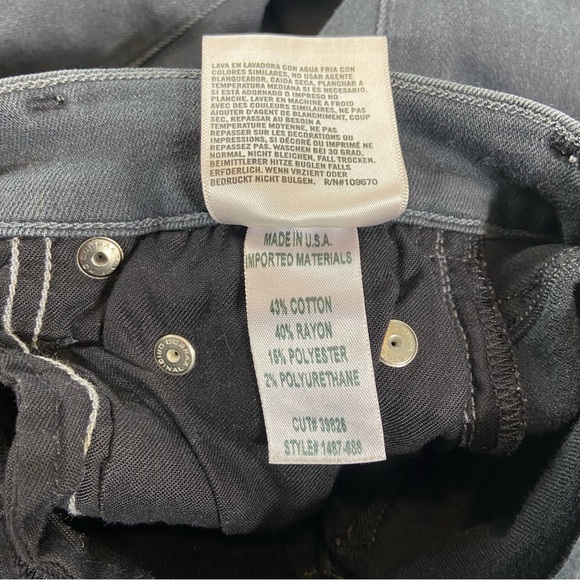 LAVA EN LAVADORA CON AGUA FRIA CON
COLORES SIMILARES, NO USAR AGENTE
BLANQUEADOR, CAIDA SECA, PLANCHAR A
TEMPERATURA MEDIANA SI ES NECESARIO.
SI ESTÁ ADORNADO O IMPRESO NO
PLANCHE. LAVER EN MACHINE A FROID
AVEC DES COULEURS SIMILAIRES, NE PAS
AJOUTER D'AGENT DE BLANCHIMENT, COUP
SEC, REPASSER AU BESOIN A
TEMPERATURE MOYENNE, NE PAS
REPASSER SUR LES DECORATIONS OU
IMPRESSIONS, SI DÉCORÉ OU IMPRIMÉ NE
REPASSEZ PAS, WASCHEN BEI 30 GRAD.
NORMAL, NICHT BLEICHEN, FALL TROCKEN,
BEIMITTLERER HITZE BUGLEN FALLS
ERFOERLICH. WENN VRZIERT ODER
BEDRUCKT NICHT BULGEN. R/N#109670
MADE IN U.S.A.
IMPORTED MATERIALS
43% COTTON
40% RAYON
15% POLYESTER
2% POLYURETHANE
CUT# 39826
STYLE# 1467-688